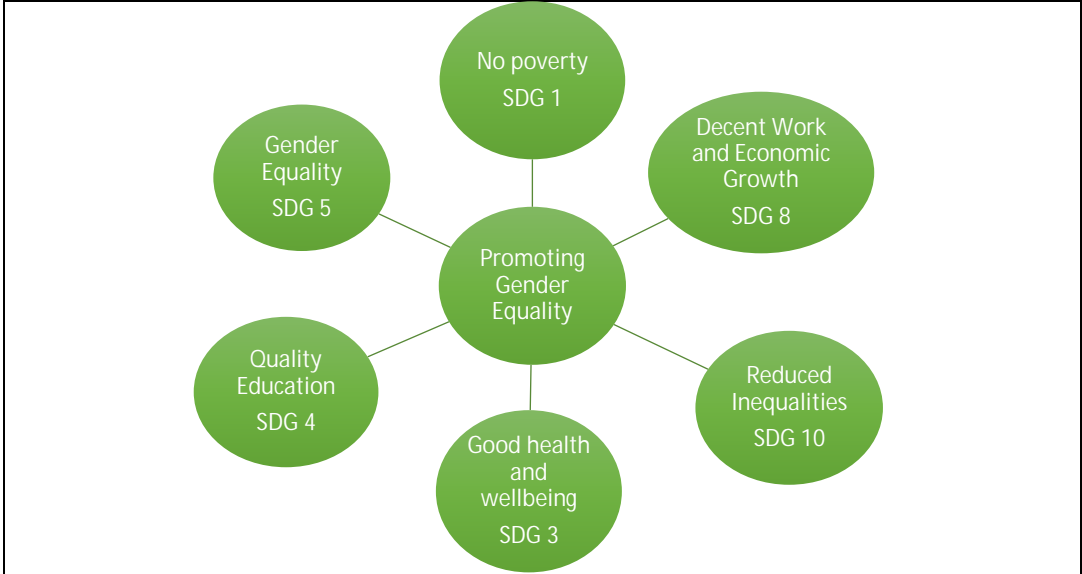 No poverty
SDG 1
Decent Work
and Economic
Growth
SDG 8
Gender
Equality
SDG 5
Promoting
Gender
Equality
Quality
Education
SDG 4
Reduced
Inequalities
SDG 10
Good health
and
wellbeing
SDG 3